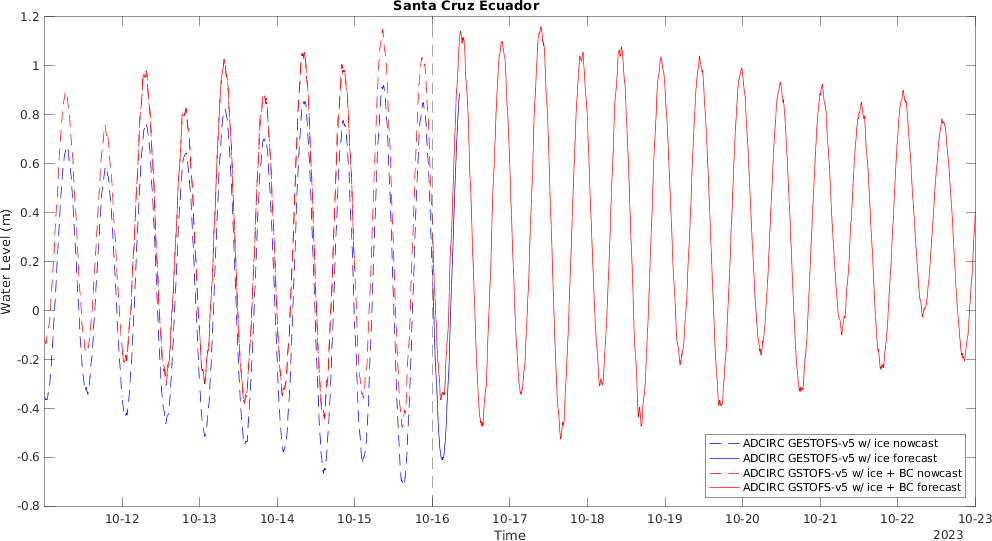 Santa Cruz Ecuador
Water Level (m)
1.2
1
0.8
0.6
0.4
0.2
0
-0.2
-0.4
-0.6
-0.8
ADCIRC GESTOFS-v5 w/ ice nowcast
ADCIRC GESTOFS-v5 w/ ice forecast
ADCIRC GSTOFS-v5 w/ ice + BC nowcast
ADCIRC GSTOFS-v5 w/ ice + BC forecast
10-12 10-13 10-14 10-15 10-16 10-17 10-18 10-19 10-20 10-21 10-22 10-23
Time
2023